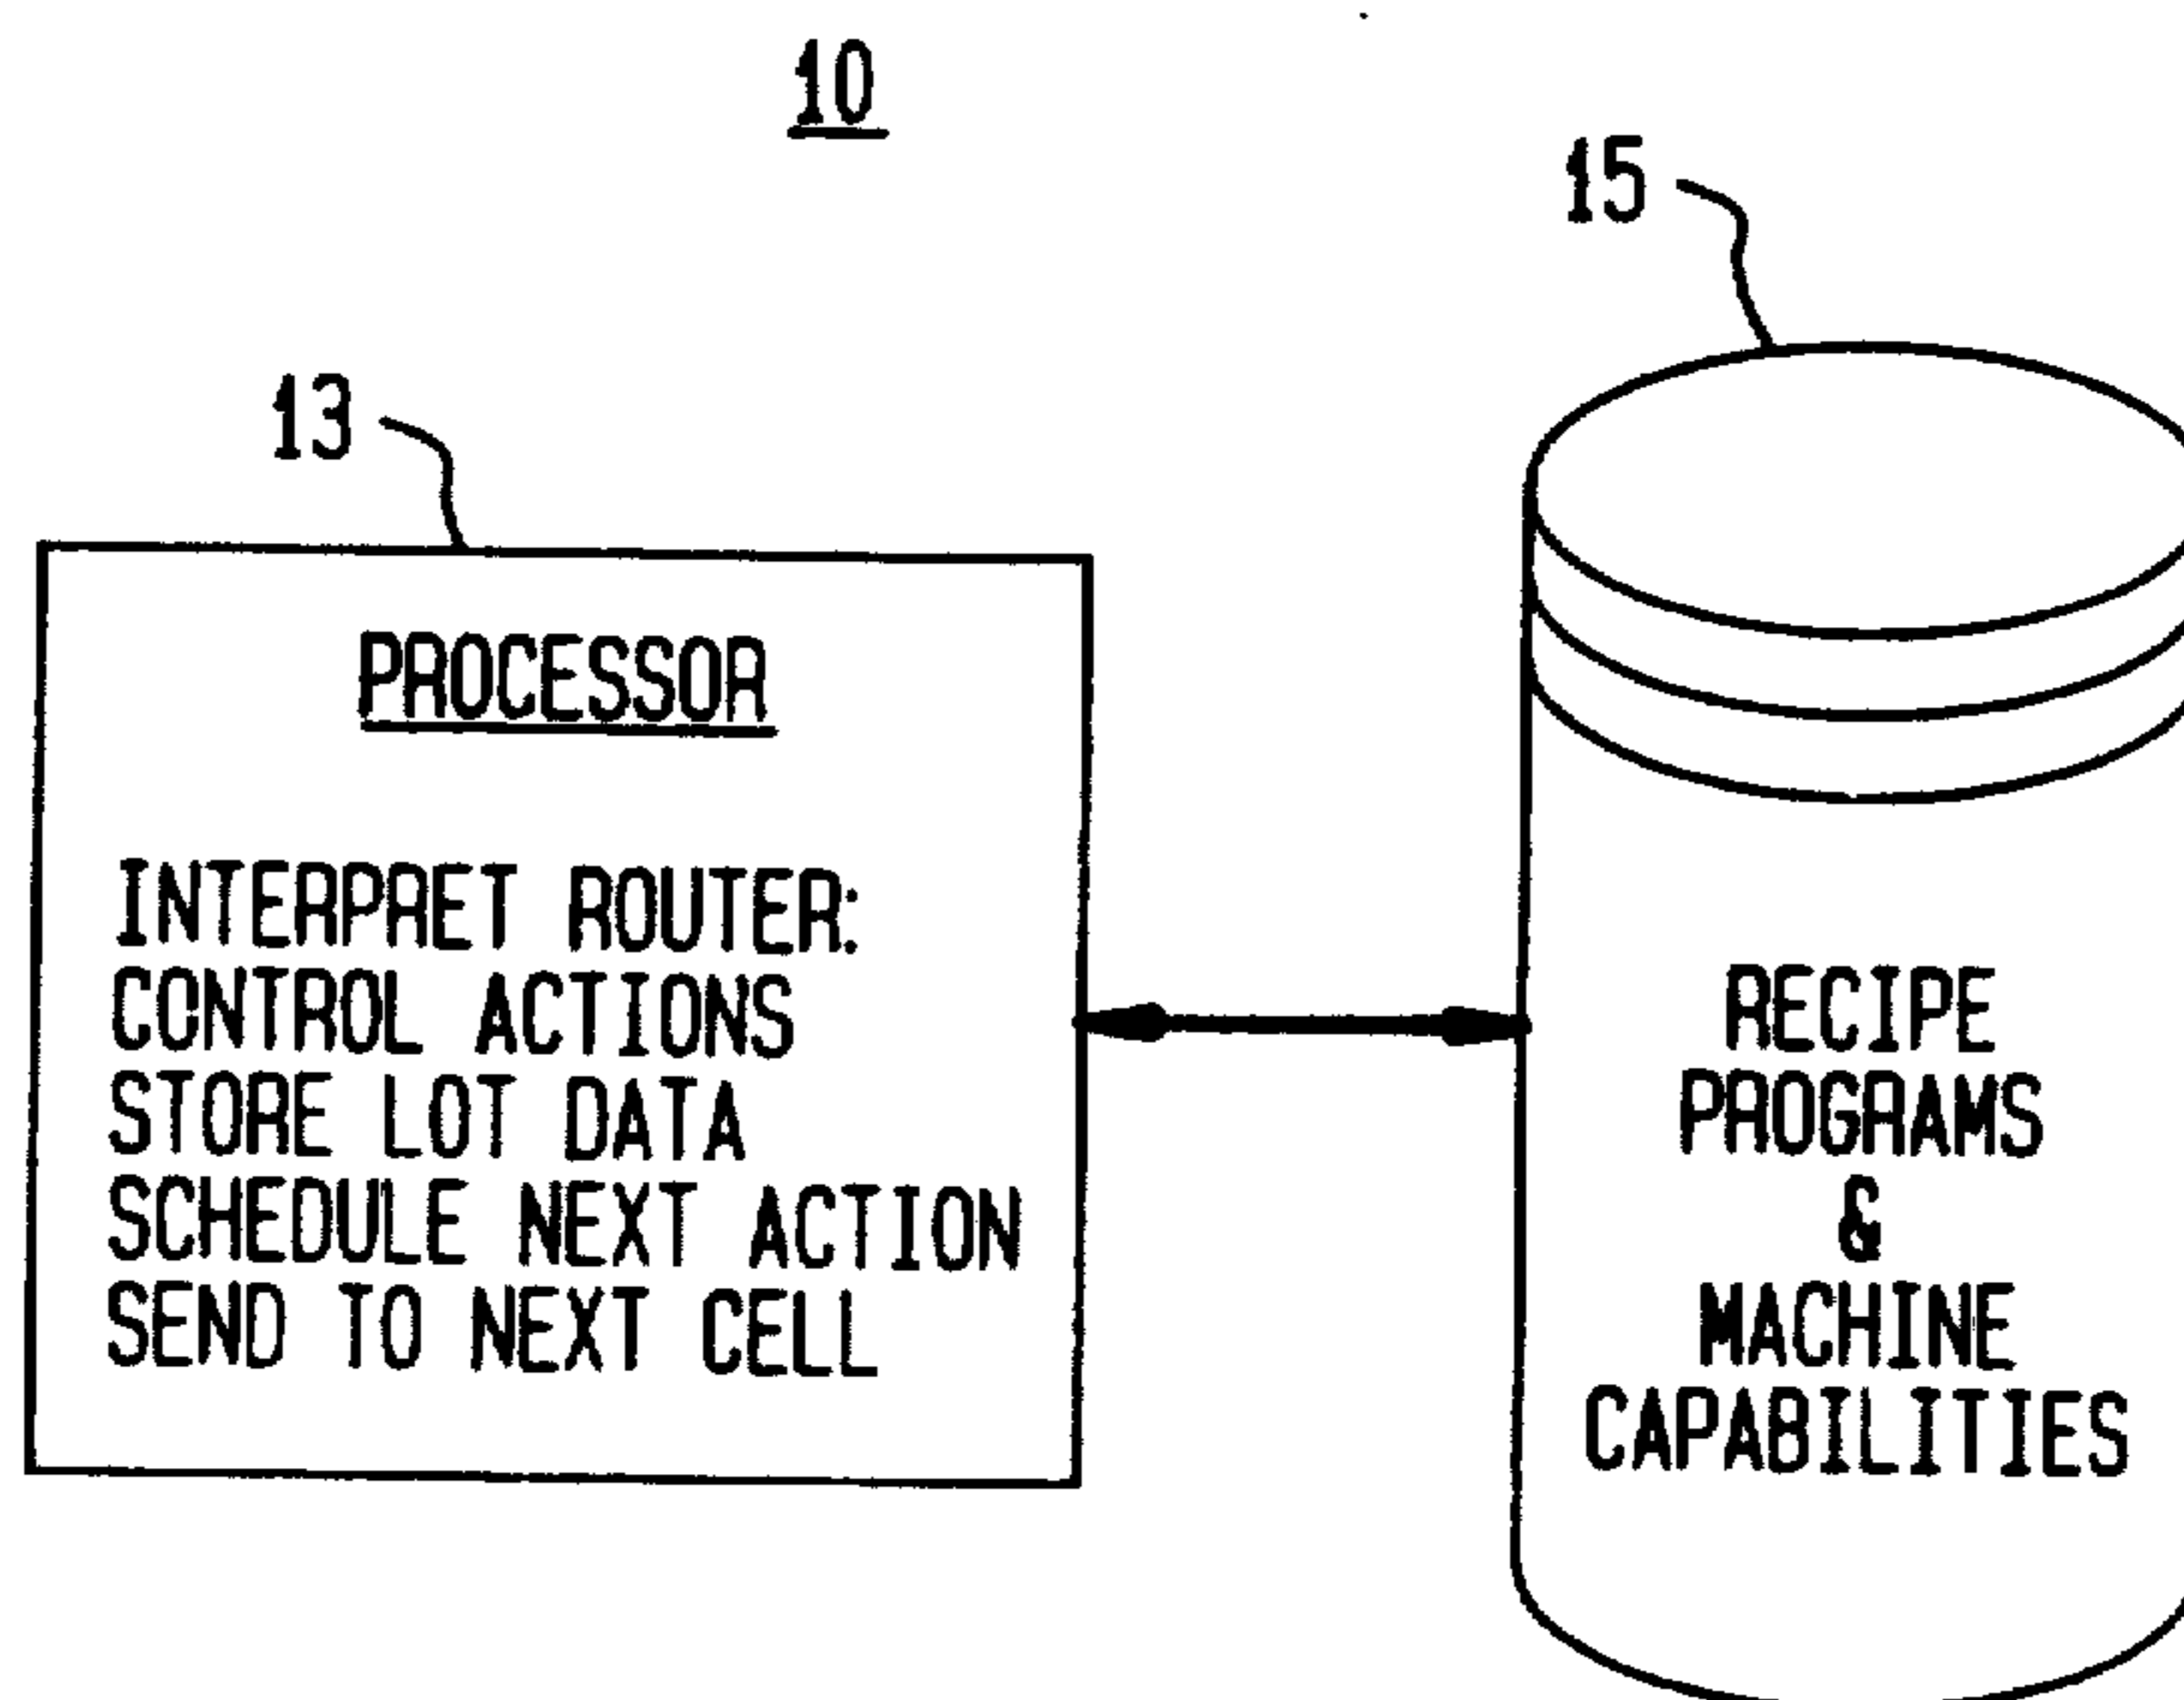 10
15
13
PROCESSOR
INTERPRET ROUTER:
CONTROL ACTIONS
STORE LOT DATA
SCHEDULE NEXT ACTION
SEND TO NEXT CELL
RECIPE
PROGRAMS
&
MACHINE
CAPABILITIES